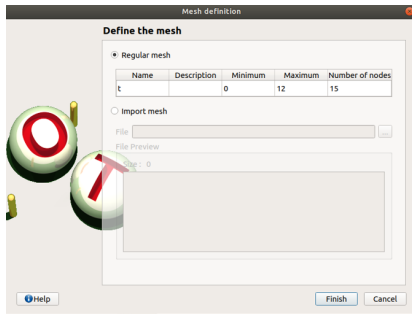 Mesh definition
Define the mesh
Regular mesh
Name Description Minimum Maximum Number of nodes
t 0 12 15
Import mesh
File ...
File Preview
Size : 0
O
T
Help Finish Cancel